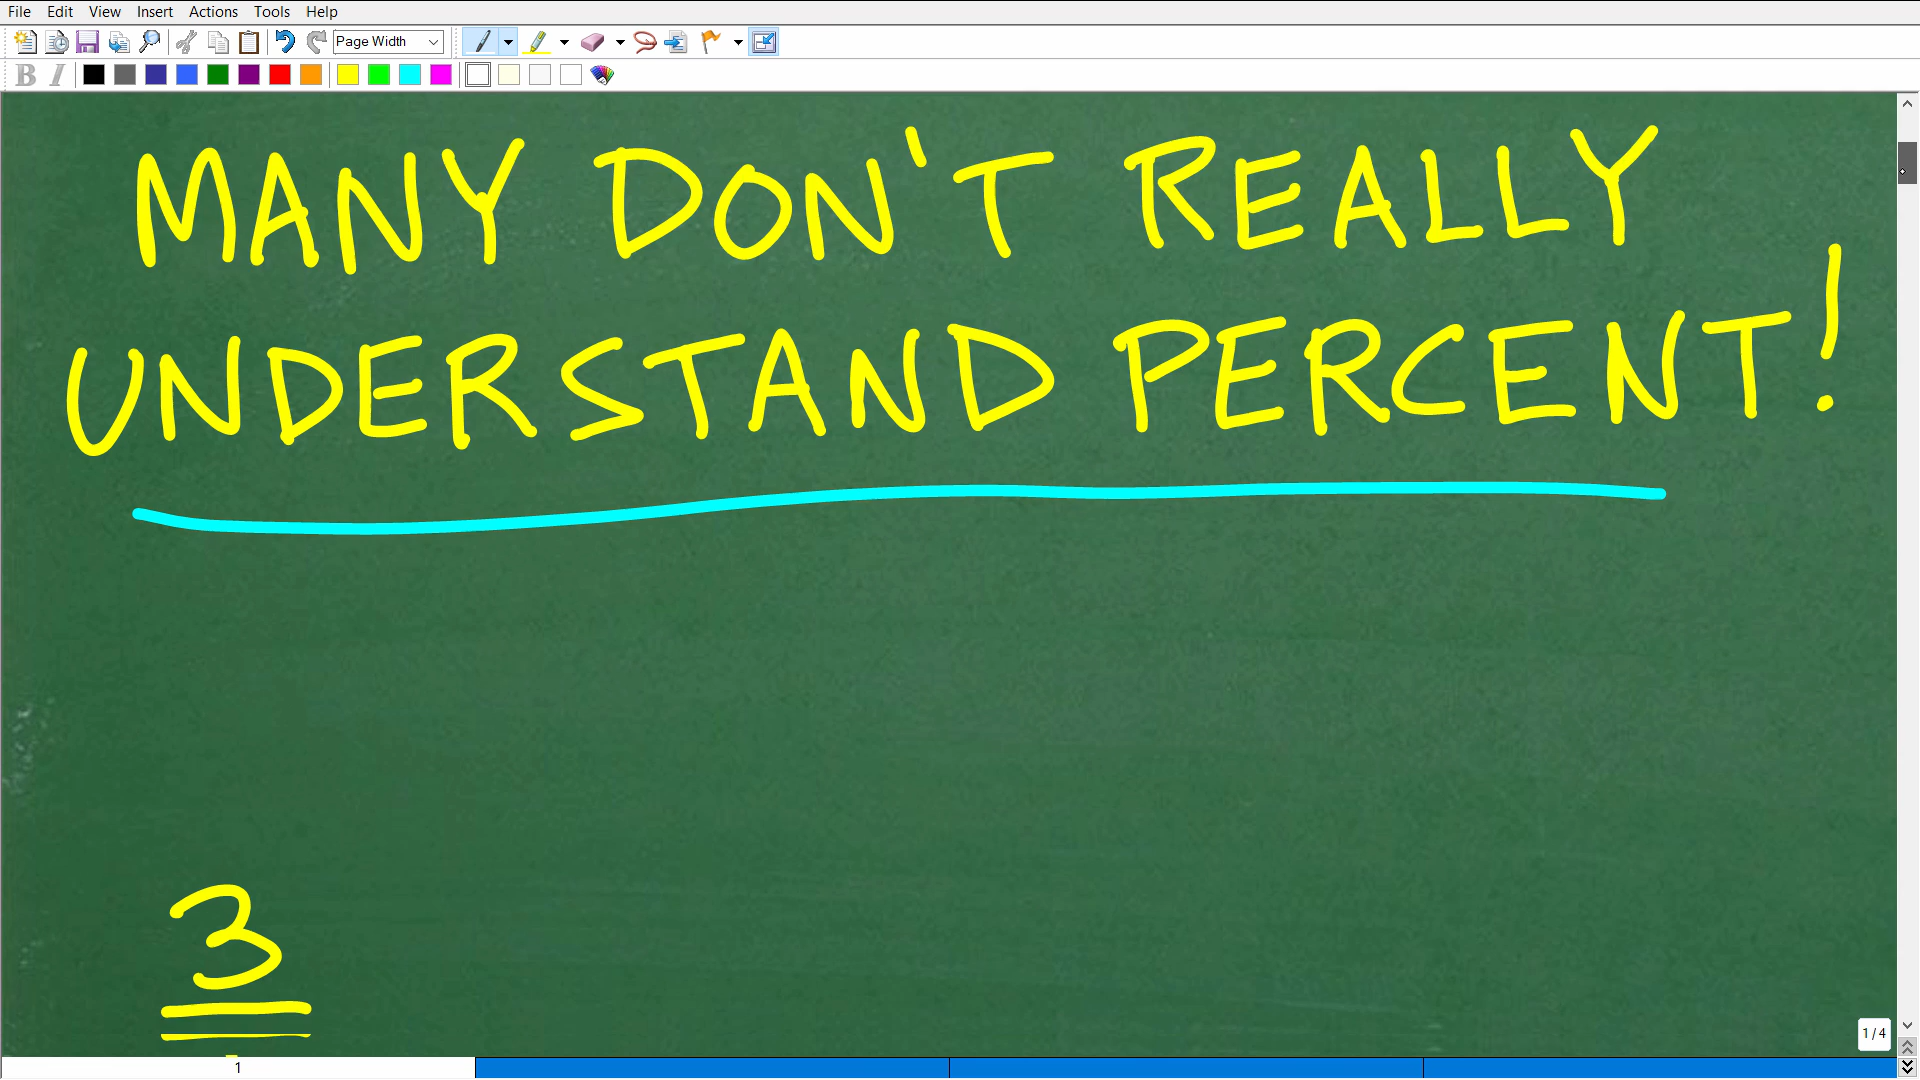 File Edit View Insert Actions Tools Help
Page Width
B I
MANY DON'T REALLY
UNDERSTAND PERCENT!
3
1 / 4
1